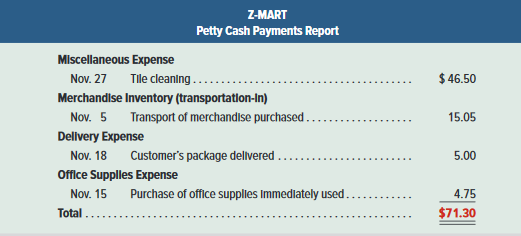 Z-MART
Petty Cash Payments Report
Miscellaneous Expense
Nov. 27 Tile cleaning . . . . . . . . . . . . . . . . . . . . . . . . . . . . . . . . . . . . . $ 46.50
Merchandise Inventory (transportation-in)
Nov. 5 Transport of merchandise purchased . . . . . . . . . . . . . . . . . . 15.05
Delivery Expense
Nov. 18 Customer's package delivered . . . . . . . . . . . . . . . . . . . . . . . 5.00
Office Supplies Expense
Nov. 15 Purchase of office supplies immediately used . . . . . . . . . . . 4.75
Total . . . . . . . . . . . . . . . . . . . . . . . . . . . . . . . . . . . . . . . . . . . . . . . . . . . . . . $71.30